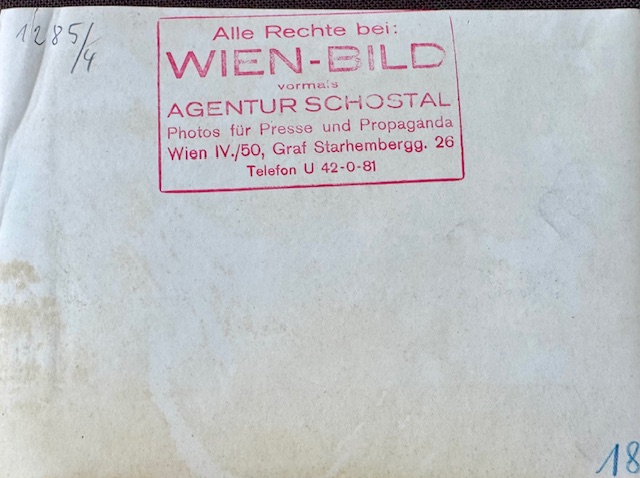 1285/4
Alle Rechte bei:
WIEN-BILD
vormals
AGENTUR SCHOSTAL
Photos für Presse und Propaganda
Wien IV./50, Graf Starhembergg. 26
Telefon U 42-0-81
18